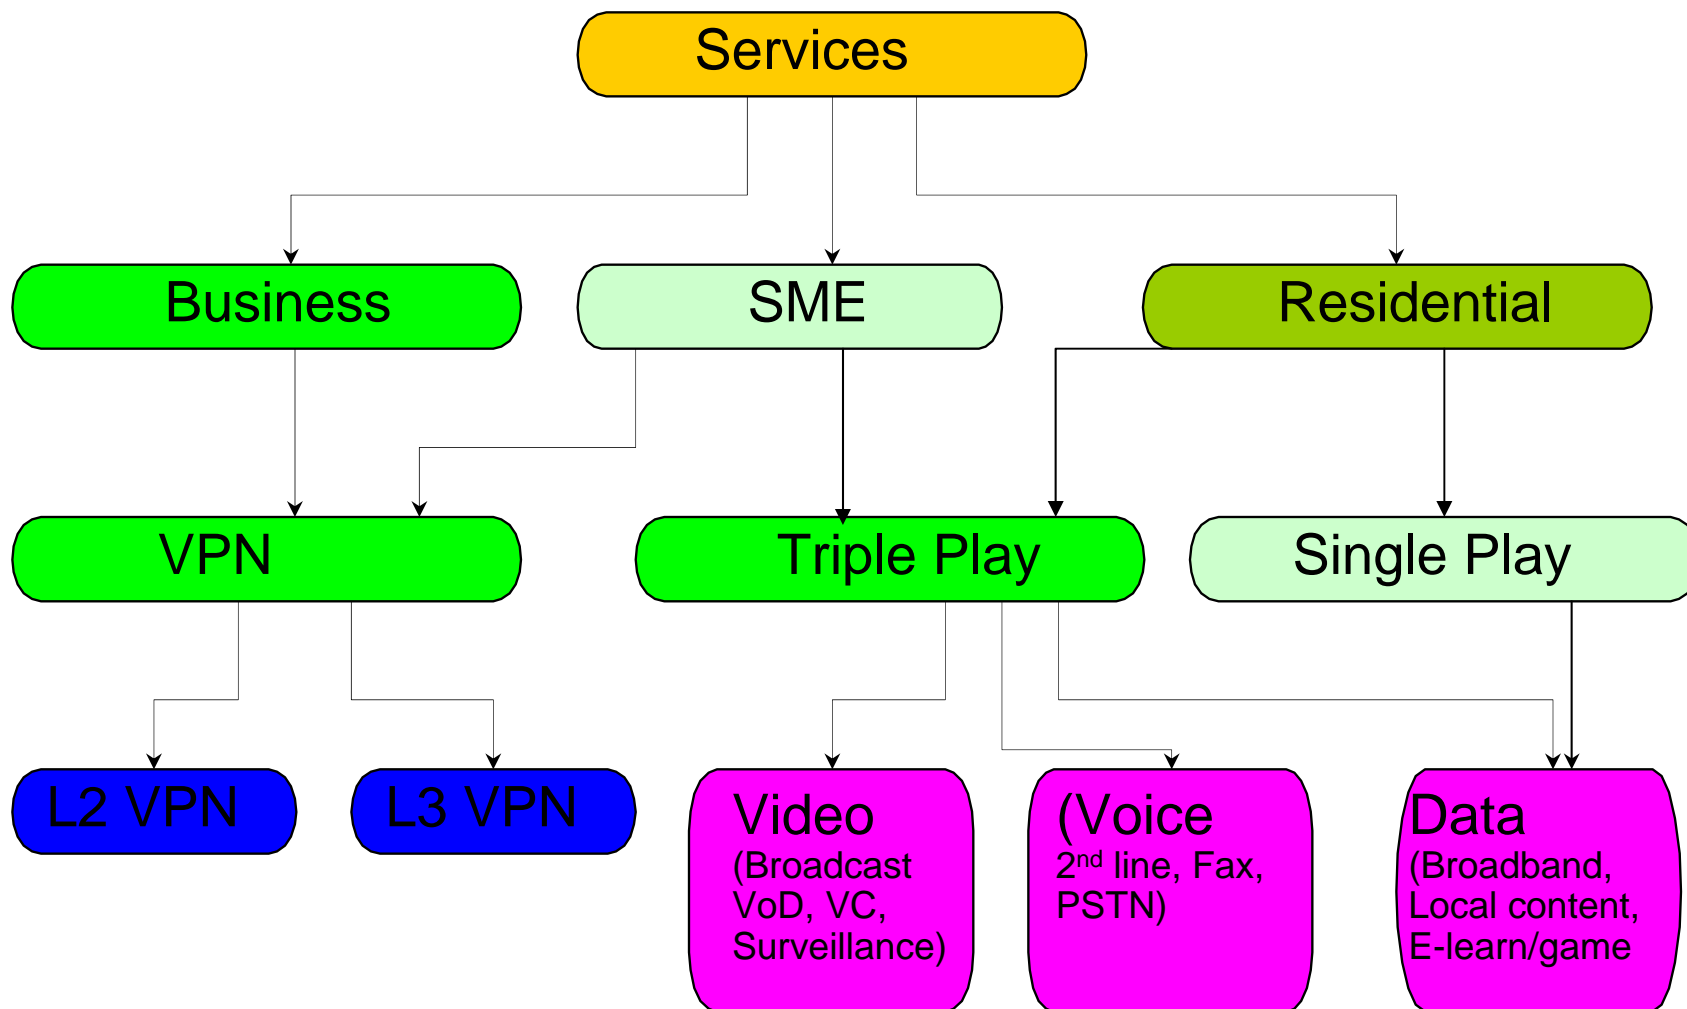 Services
Business
SME
Residential
VPN
Triple Play
Single Play
L2 VPN
L3 VPN
Video
(Broadcast
VoD, VC,
Surveillance)
(Voice
2nd line, Fax,
PSTN)
Data
(Broadband,
Local content,
E-learn/game